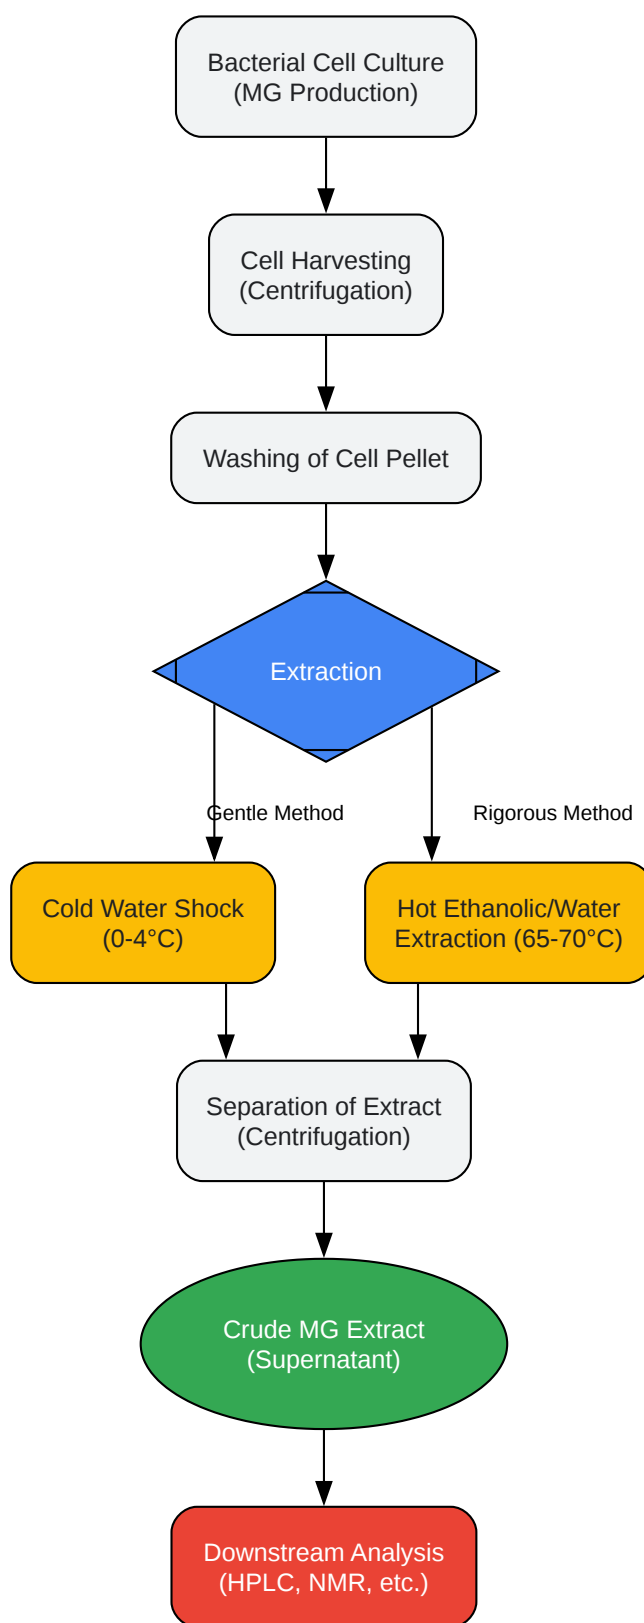 Bacterial Cell Culture
(MG Production)
Cell Harvesting
(Centrifugation)
Washing of Cell Pellet
Extraction
Gentle Method
Rigorous Method
Cold Water Shock
(0-4°C)
Hot Ethanolic/Water
Extraction (65-70°C)
Separation of Extract
(Centrifugation)
Crude MG Extract
(Supernatant)
Downstream Analysis
(HPLC, NMR, etc.)